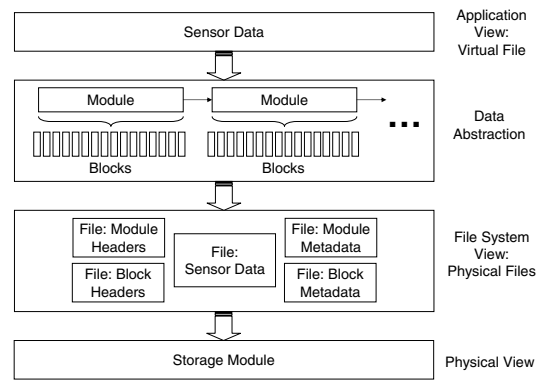 Sensor Data
Application
View:
Virtual File
Module
Module
...
Blocks
Blocks
Data
Abstraction
File: Module
Headers
File:
Sensor Data
File: Module
Metadata
File: Block
Headers
File: Block
Metadata
File System
View:
Physical Files
Storage Module
Physical View